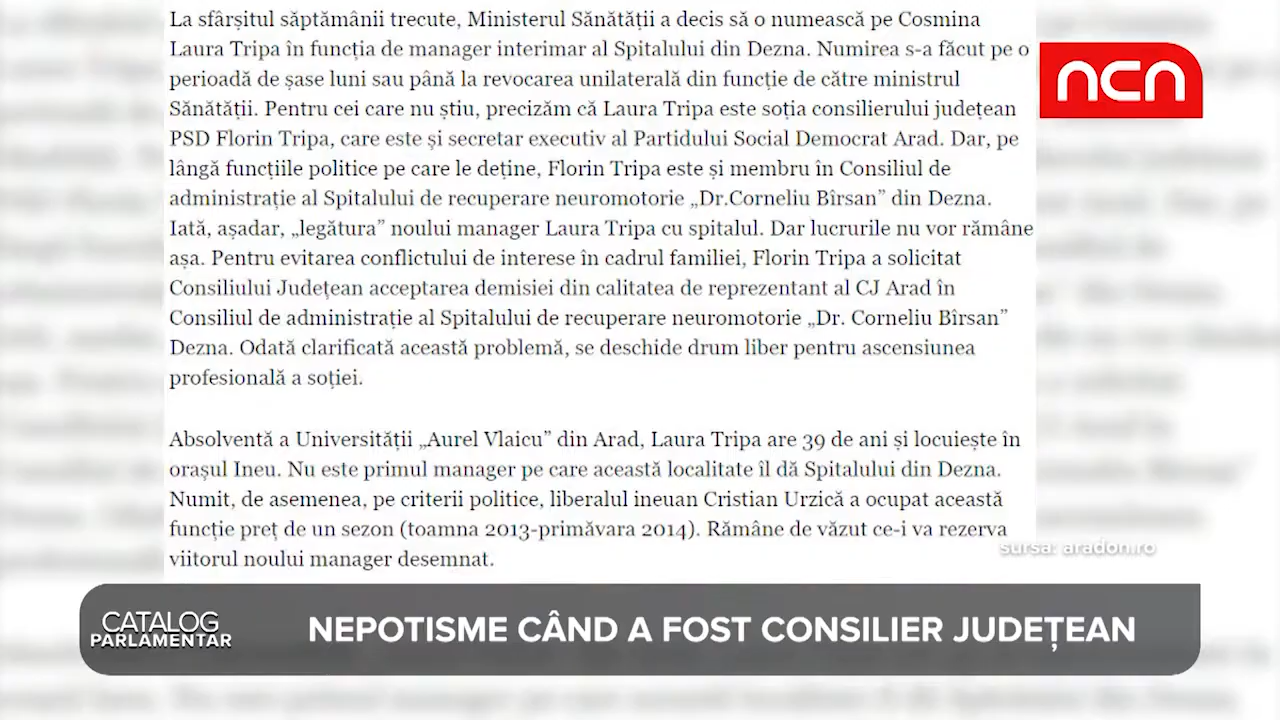 La sfârșitul săptămânii trecute, Ministerul Sănătății a decis să o numească pe Cosmina
Laura Tripa în funcția de manager interimar al Spitalului din Dezna. Numirea s-a făcut pe o
perioadă de șase luni sau până la revocarea unilaterală din funcție de către ministrul
Sănătății. Pentru cei care nu știu, precizăm că Laura Tripa este soția consilierului județean
PSD Florin Tripa, care este și secretar executiv al Partidului Social Democrat Arad. Dar, pe
lângă funcțiile politice pe care le deține, Florin Tripa este și membru în Consiliul de
administrație al Spitalului de recuperare neuromotorie „Dr.Corneliu Bîrsan” din Dezna.
Iată, așadar, „legătura” noului manager Laura Tripa cu spitalul. Dar lucrurile nu vor rămâne
așa. Pentru evitarea conflictului de interese în cadrul familiei, Florin Tripa a solicitat
Consiliului Județean acceptarea demisiei din calitatea de reprezentant al CJ Arad în
Consiliul de administrație al Spitalului de recuperare neuromotorie „Dr. Corneliu Bîrsan”
Dezna. Odată clarificată această problemă, se deschide drum liber pentru ascensiunea
profesională a soției.
Absolventă a Universității „Aurel Vlaicu” din Arad, Laura Tripa are 39 de ani și locuiește în
orașul Ineu. Nu este primul manager pe care această localitate îl dă Spitalului din Dezna.
Numit, de asemenea, pe criterii politice, liberalul ineuan Cristian Urzică a ocupat această
funcție preț de un sezon (toamna 2013-primăvara 2014). Rămâne de văzut ce-i va rezerva
viitorul noului manager desemnat.
ncn
sursa: aradon.ro
CATALOG
PARLAMENTAR
NEPOTISME CÂND A FOST CONSILIER JUDEȚEAN